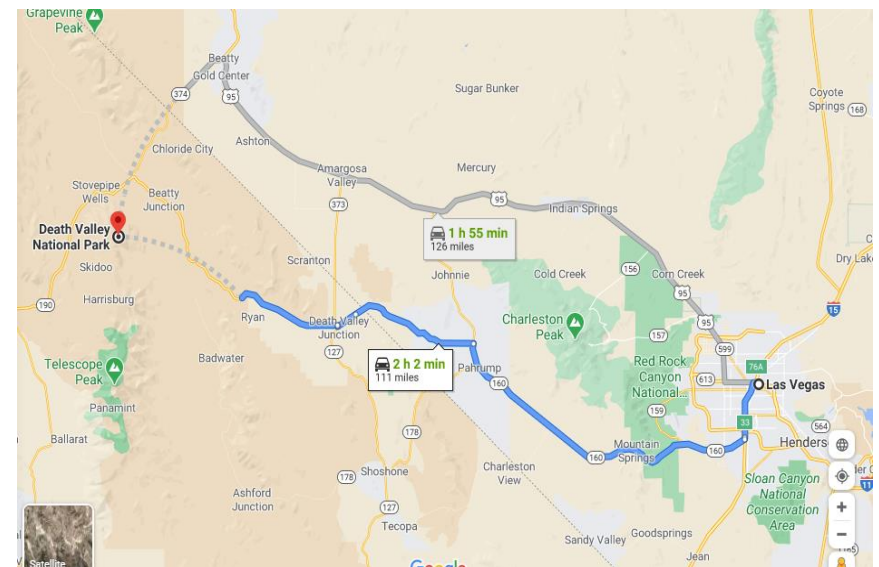 Grapevine
Peak
Beatty
Gold Center
374
95
Sugar Bunker
Coyote
Springs
168
Chloride City
Ashton
Amargosa
Valley
Mercury
Stovepipe
Wells
Beatty
Junction
373
95
Indian Springs
Death Valley
National Park
1 h 55 min
126 miles
Skidoo
Scranton
Johnnie
Cold Creek
156
Corn Creek
Dry Lake
190
Harrisburg
95
15
Ryan
Death Valley
Junction
Charleston
Peak
157
95
599
127
Telescope
Peak
Badwater
2 h 2 min
111 miles
Pahrump
160
Red Rock
Canyon
National...
613
76A
Las Vegas
Panamint
159
33
564
Ballarat
178
160
Mountain
Springs
160
Henders
178
Shoshone
Charleston
View
Sloan Canyon
National
Conservation
Area
11
Ashford
Junction
127
Tecopa
Sandy Valley
Goodsprings
Jean
Satellite
Google